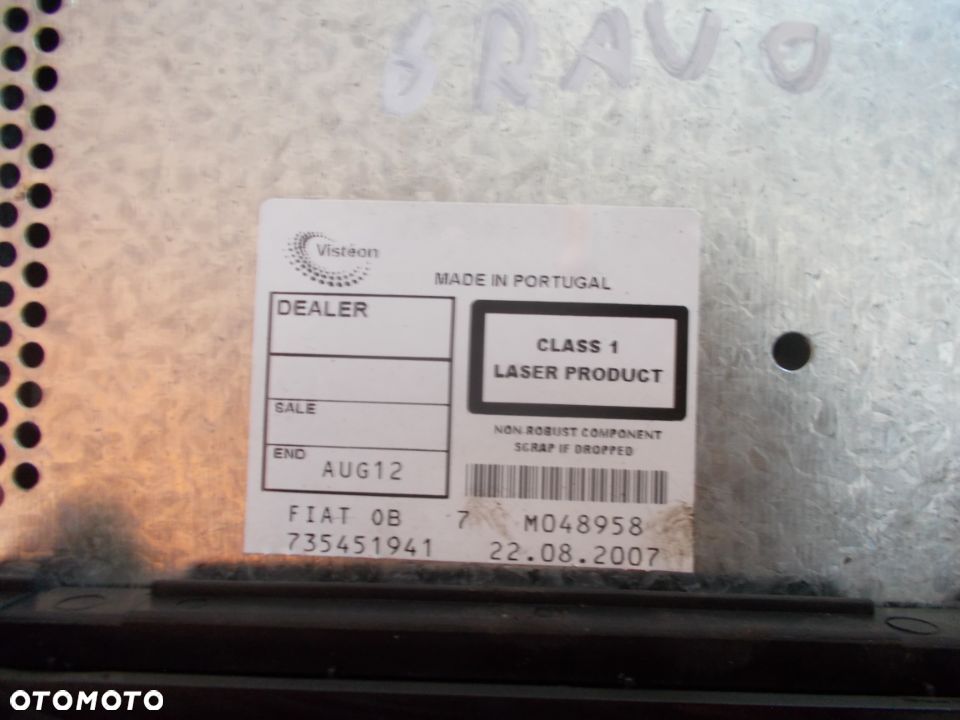 BRAVO
Visteon
MADE IN PORTUGAL
DEALER
CLASS 1
LASER PRODUCT
SALE
NON-ROBUST COMPONENT
SCRAP IF DROPPED
END
AUG12
FIAT OB 7 M048958
735451941 22.08.2007
OTOMOTO